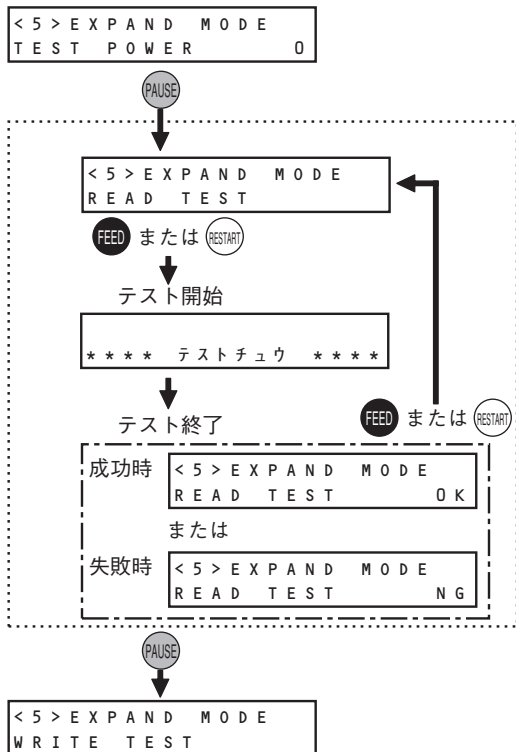 <5>EXPAND MODE
TEST POWER 0
PAUSE
<5>EXPAND MODE
READ TEST
FEED または RESTART
テスト開始
**** テストチュウ ****
テスト終了
FEED または RESTART
成功時
<5>EXPAND MODE
READ TEST OK
または
失敗時
<5>EXPAND MODE
READ TEST NG
PAUSE
<5>EXPAND MODE
WRITE TEST